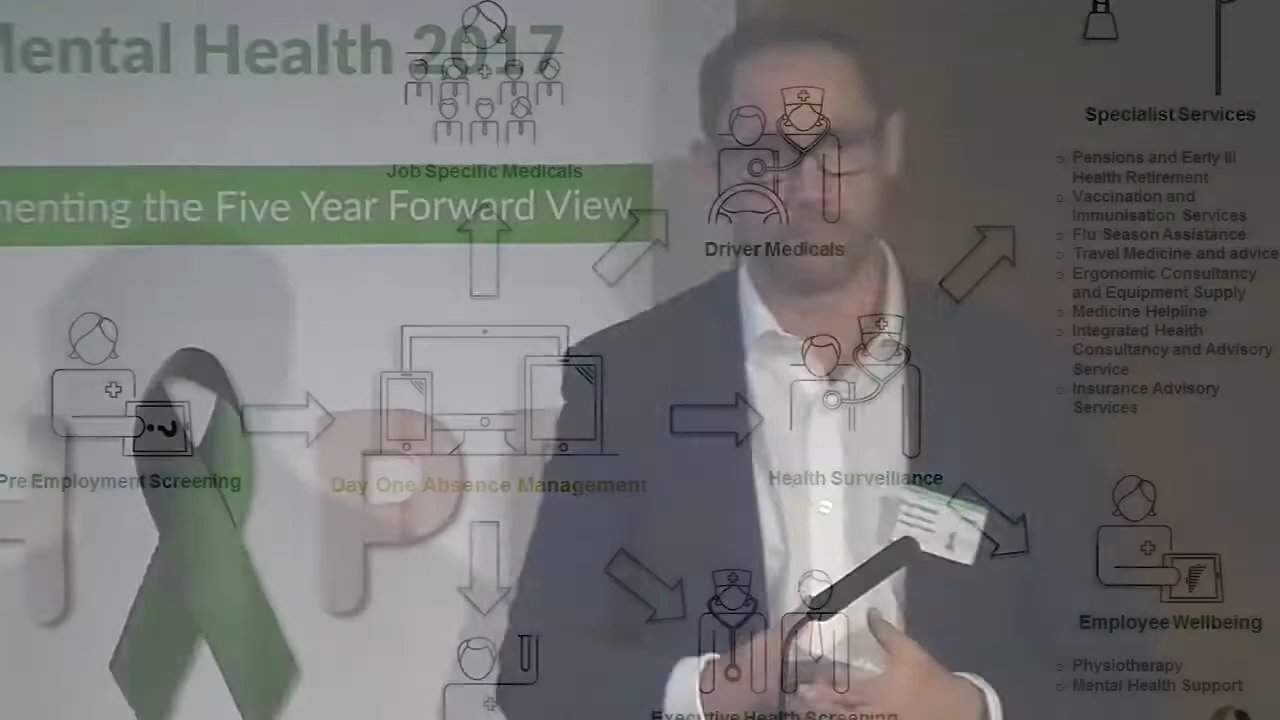 Mental Health 2017
Job Specific Medicals
menting the Five Year Forward View
Driver Medicals
Specialist Services
Pensions and Early Ill
Health Retirement
Vaccination and
Immunisation Services
Flu Season Assistance
Travel Medicine and advice
Ergonomic Consultancy
and Equipment Supply
Medicine Helpline
Integrated Health
Consultancy and Advisory
Service
Insurance Advisory
Services
Pre Employment Screening
Day One Absence Management
Health Surveillance
Employee Wellbeing
Physiotherapy
Mental Health Support
Executive Health Screening